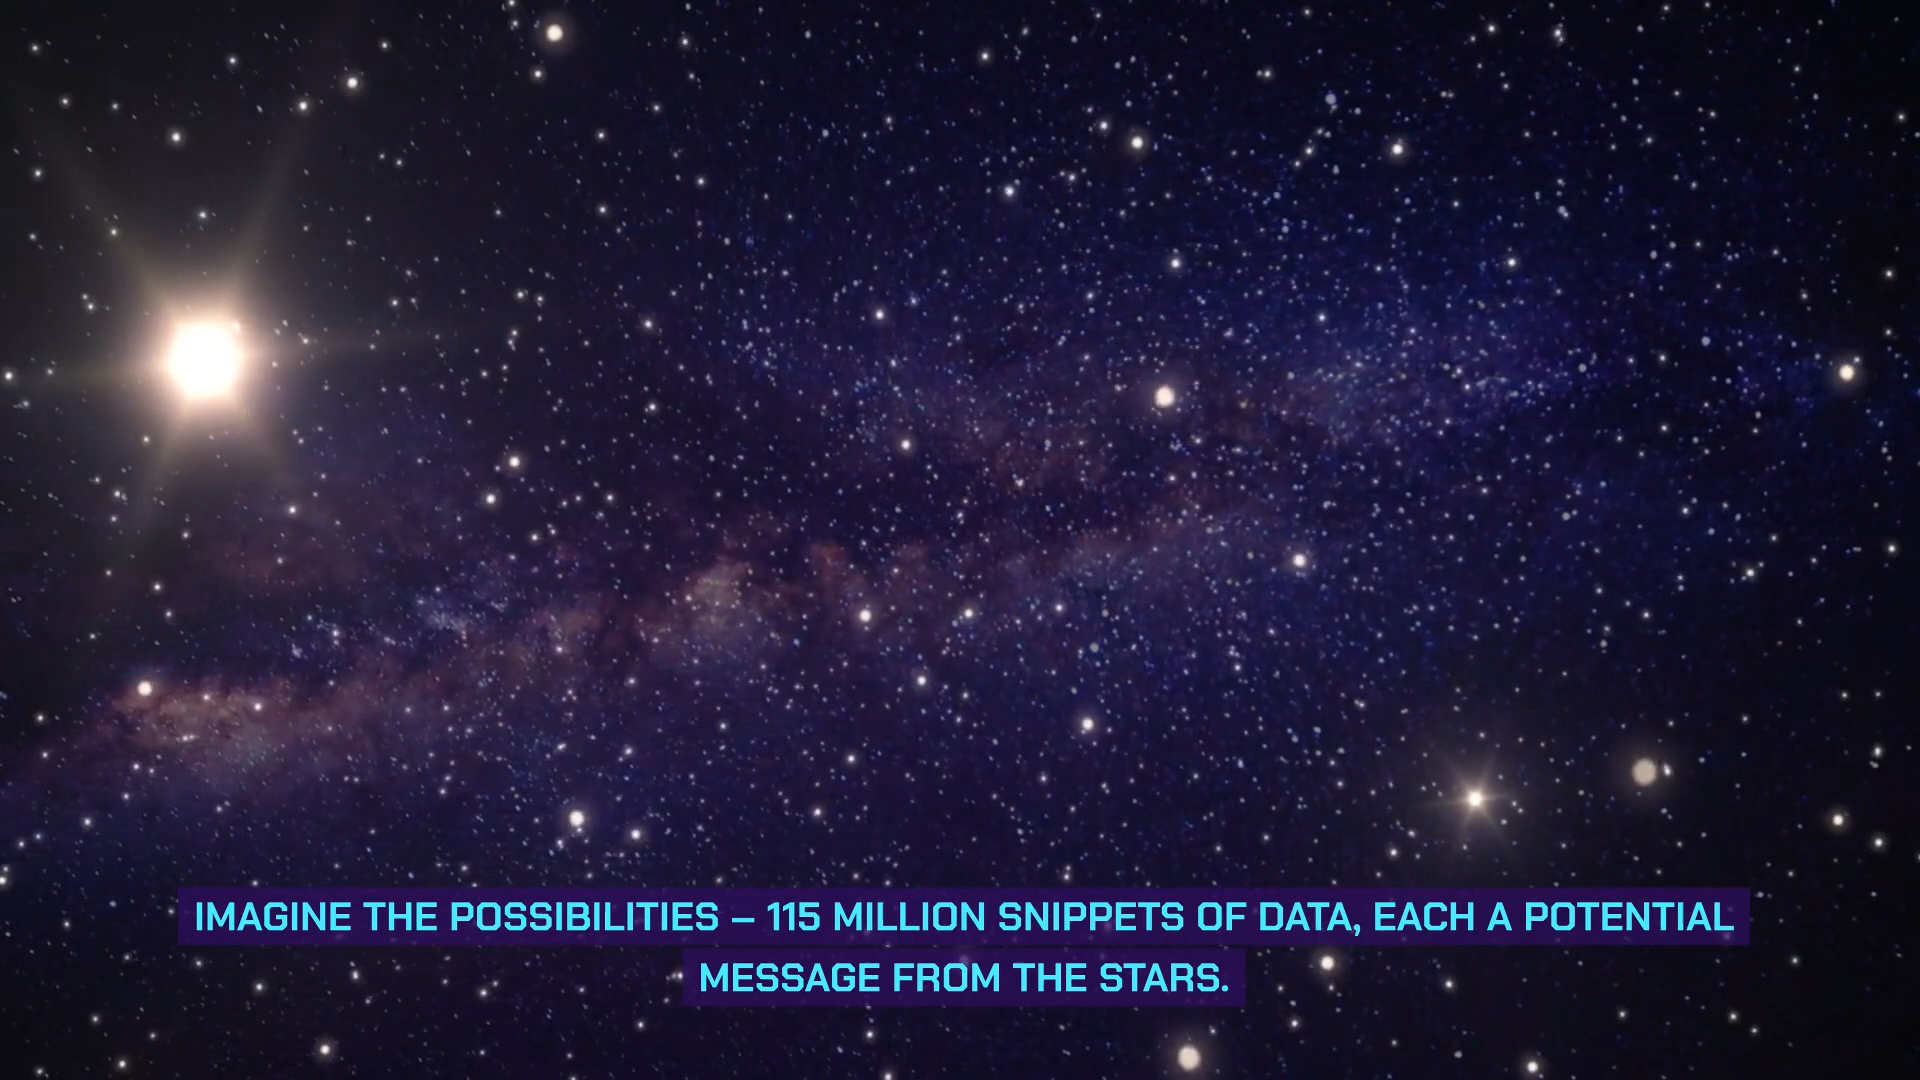 IMAGINE THE POSSIBILITIES – 115 MILLION SNIPPETS OF DATA, EACH A POTENTIAL
MESSAGE FROM THE STARS.